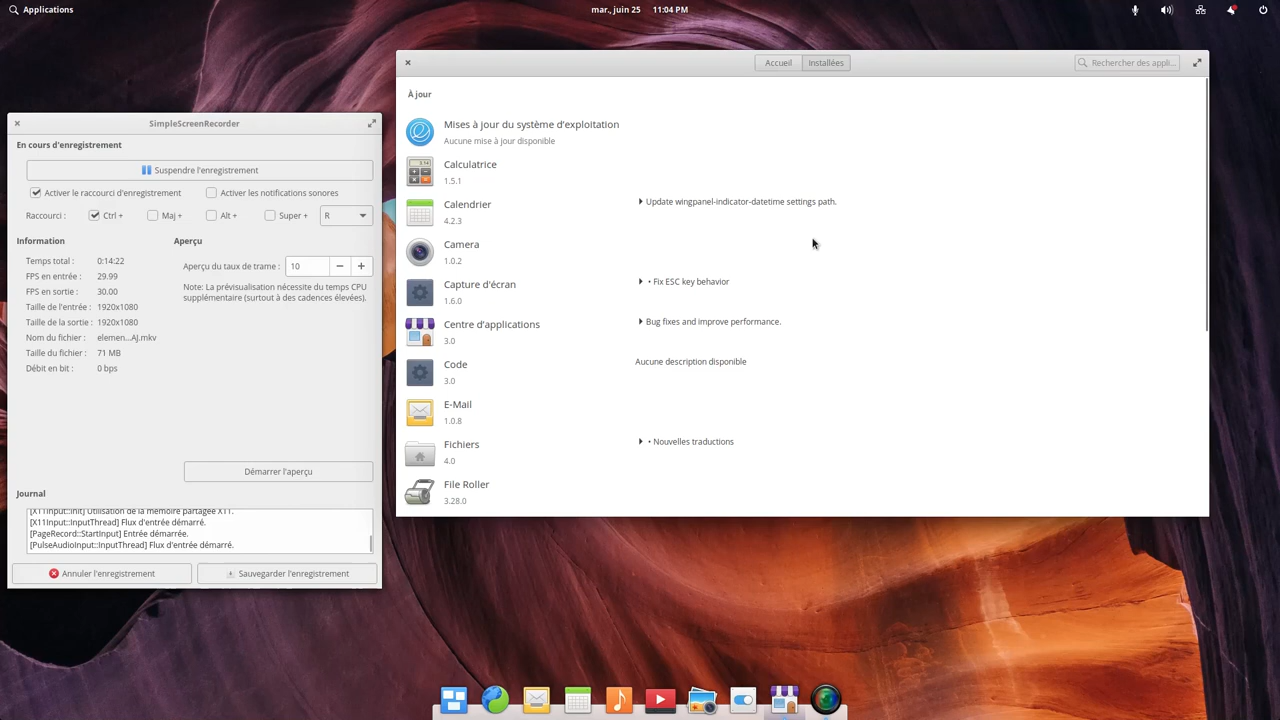 Applications
mar., juin 25 11:04 PM
SimpleScreenRecorder
En cours d'enregistrement
Suspendre l'enregistrement
Activer le raccourci d'enregistrement
Activer les notifications sonores
Raccourci :
Ctrl +
Maj +
Alt +
Super +
R
Information
Temps total : 0:14:22
FPS en entrée : 29.99
FPS en sortie : 30.00
Taille de l'entrée : 1920x1080
Taille de la sortie : 1920x1080
Nom du fichier : elemen...AJ.mkv
Taille du fichier : 71 MB
Débit en bit : 0 bps
Aperçu
Aperçu du taux de trame : 10
Note: La prévisualisation nécessite du temps CPU
supplémentaire (surtout à des cadences élevées).
Démarrer l'aperçu
Journal
[X11Input::Init] Utilisation de la mémoire partagée X11.
[X11Input::InputThread] Flux d'entrée démarré.
[PageRecord::StartInput] Entrée démarrée.
[PulseAudioInput::InputThread] Flux d'entrée démarré.
Annuler l'enregistrement
Sauvegarder l'enregistrement
Accueil
Installées
Rechercher des appli...
À jour
Mises à jour du système d'exploitation
Aucune mise à jour disponible
Calculatrice
1.5.1
Calendrier
4.2.3
Update wingpanel-indicator-datetime settings path.
Camera
1.0.2
Capture d'écran
1.6.0
• Fix ESC key behavior
Centre d’applications
3.0
Bug fixes and improve performance.
Code
3.0
Aucune description disponible
E-Mail
1.0.8
Fichiers
4.0
• Nouvelles traductions
File Roller
3.28.0